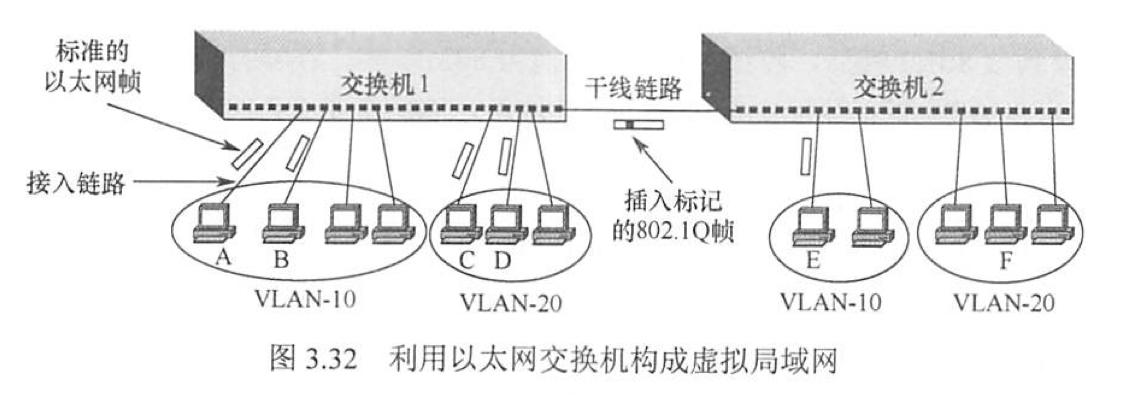 标准的
以太网帧
交换机1
干线链路
交换机2
接入链路
插入标记
的802.1Q帧
A
B
C
D
E
F
VLAN-10
VLAN-20
VLAN-10
VLAN-20
图 3.32 利用以太网交换机构成虚拟局域网